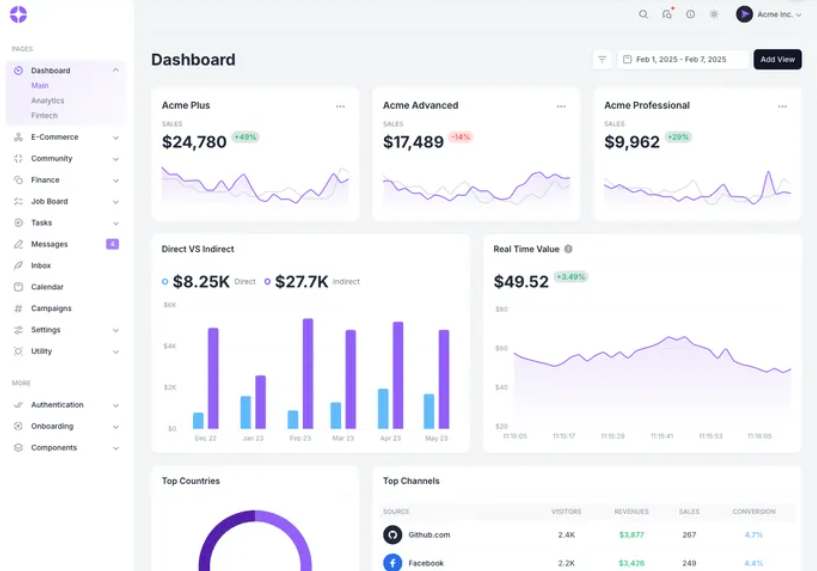 Acme Inc.
PAGES
Dashboard
Main
Analytics
Fintech
E-Commerce
Community
Finance
Job Board
Tasks
Messages 4
Inbox
Calendar
Campaigns
Settings
Utility
MORE
Authentication
Onboarding
Components
Dashboard
Feb 1, 2025 - Feb 7, 2025
Add View
Acme Plus
SALES
$24,780 +49%
Acme Advanced
SALES
$17,489 -14%
Acme Professional
SALES
$9,962 +29%
Direct VS Indirect
$8.25K Direct $27.7K Indirect
$6K
$4K
$2K
$0
Dec 22 Jan 23 Feb 23 Mar 23 Apr 23 May 23
Real Time Value
$49.52 +3.49%
$80
$60
$40
$20
11:15:05 11:15:17 11:15:29 11:15:41 11:15:53 11:16:05
Top Countries
Top Channels
SOURCE VISITORS REVENUES SALES CONVERSION
Github.com 2.4K $3,877 267 4.7%
Facebook 2.2K $3,426 249 4.4%